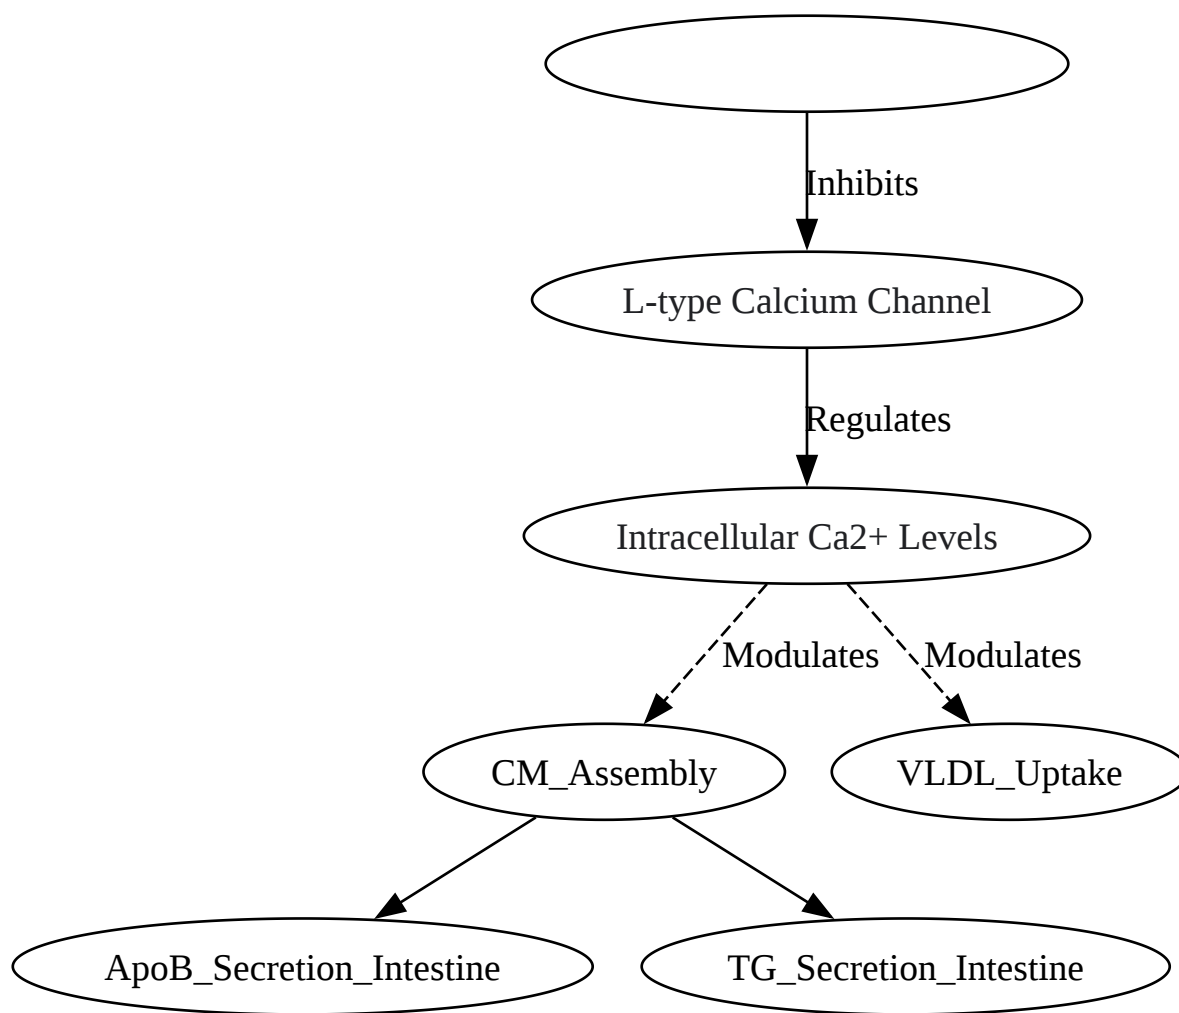 Inhibits
L-type Calcium Channel
Regulates
Intracellular Ca2+ Levels
Modulates
Modulates
CM_Assembly
VLDL_Uptake
ApoB_Secretion_Intestine
TG_Secretion_Intestine